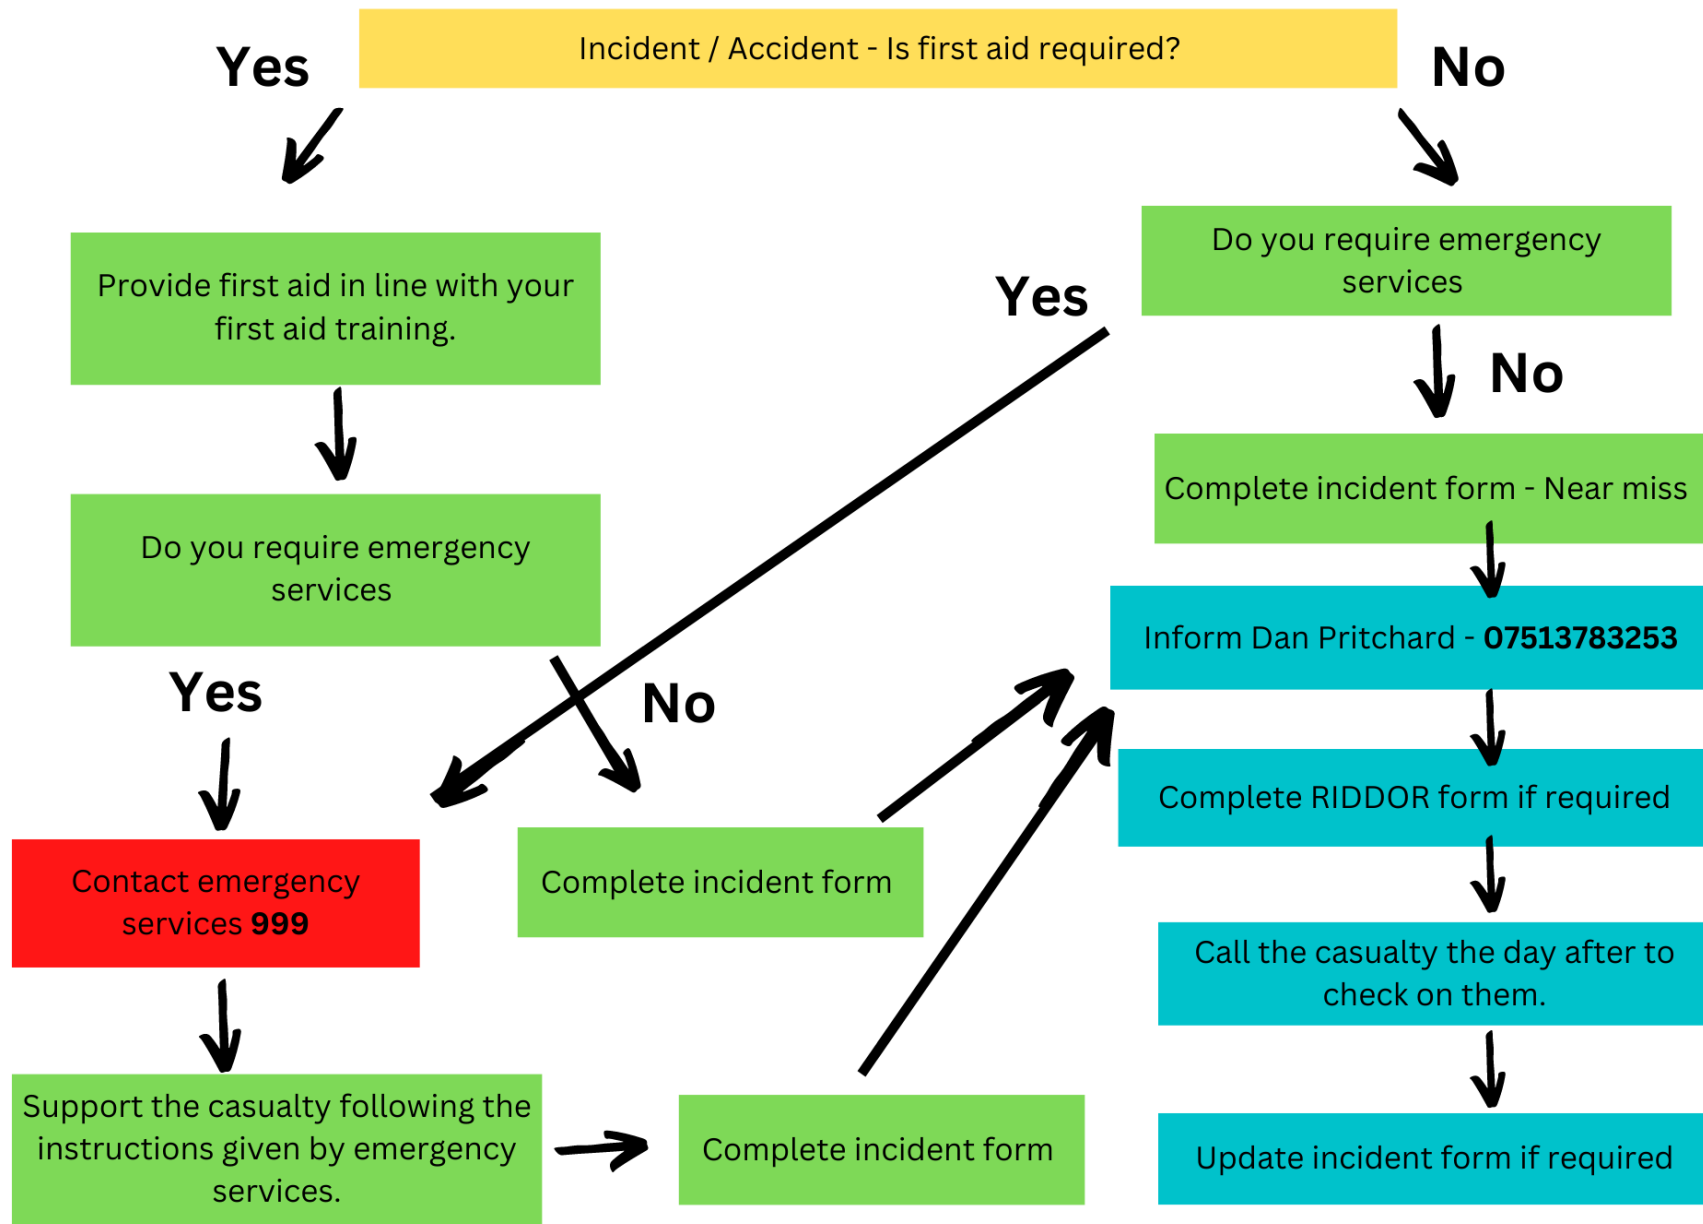 Incident / Accident - Is first aid required?
Yes
No
Provide first aid in line with your
first aid training.
Do you require emergency
services
Yes
No
Do you require emergency
services
Yes
No
Complete incident form - Near miss
Inform Dan Pritchard - 07513783253
Contact emergency
services 999
Complete incident form
Complete RIDDOR form if required
Call the casualty the day after to
check on them.
Support the casualty following the
instructions given by emergency
services.
Complete incident form
Update incident form if required